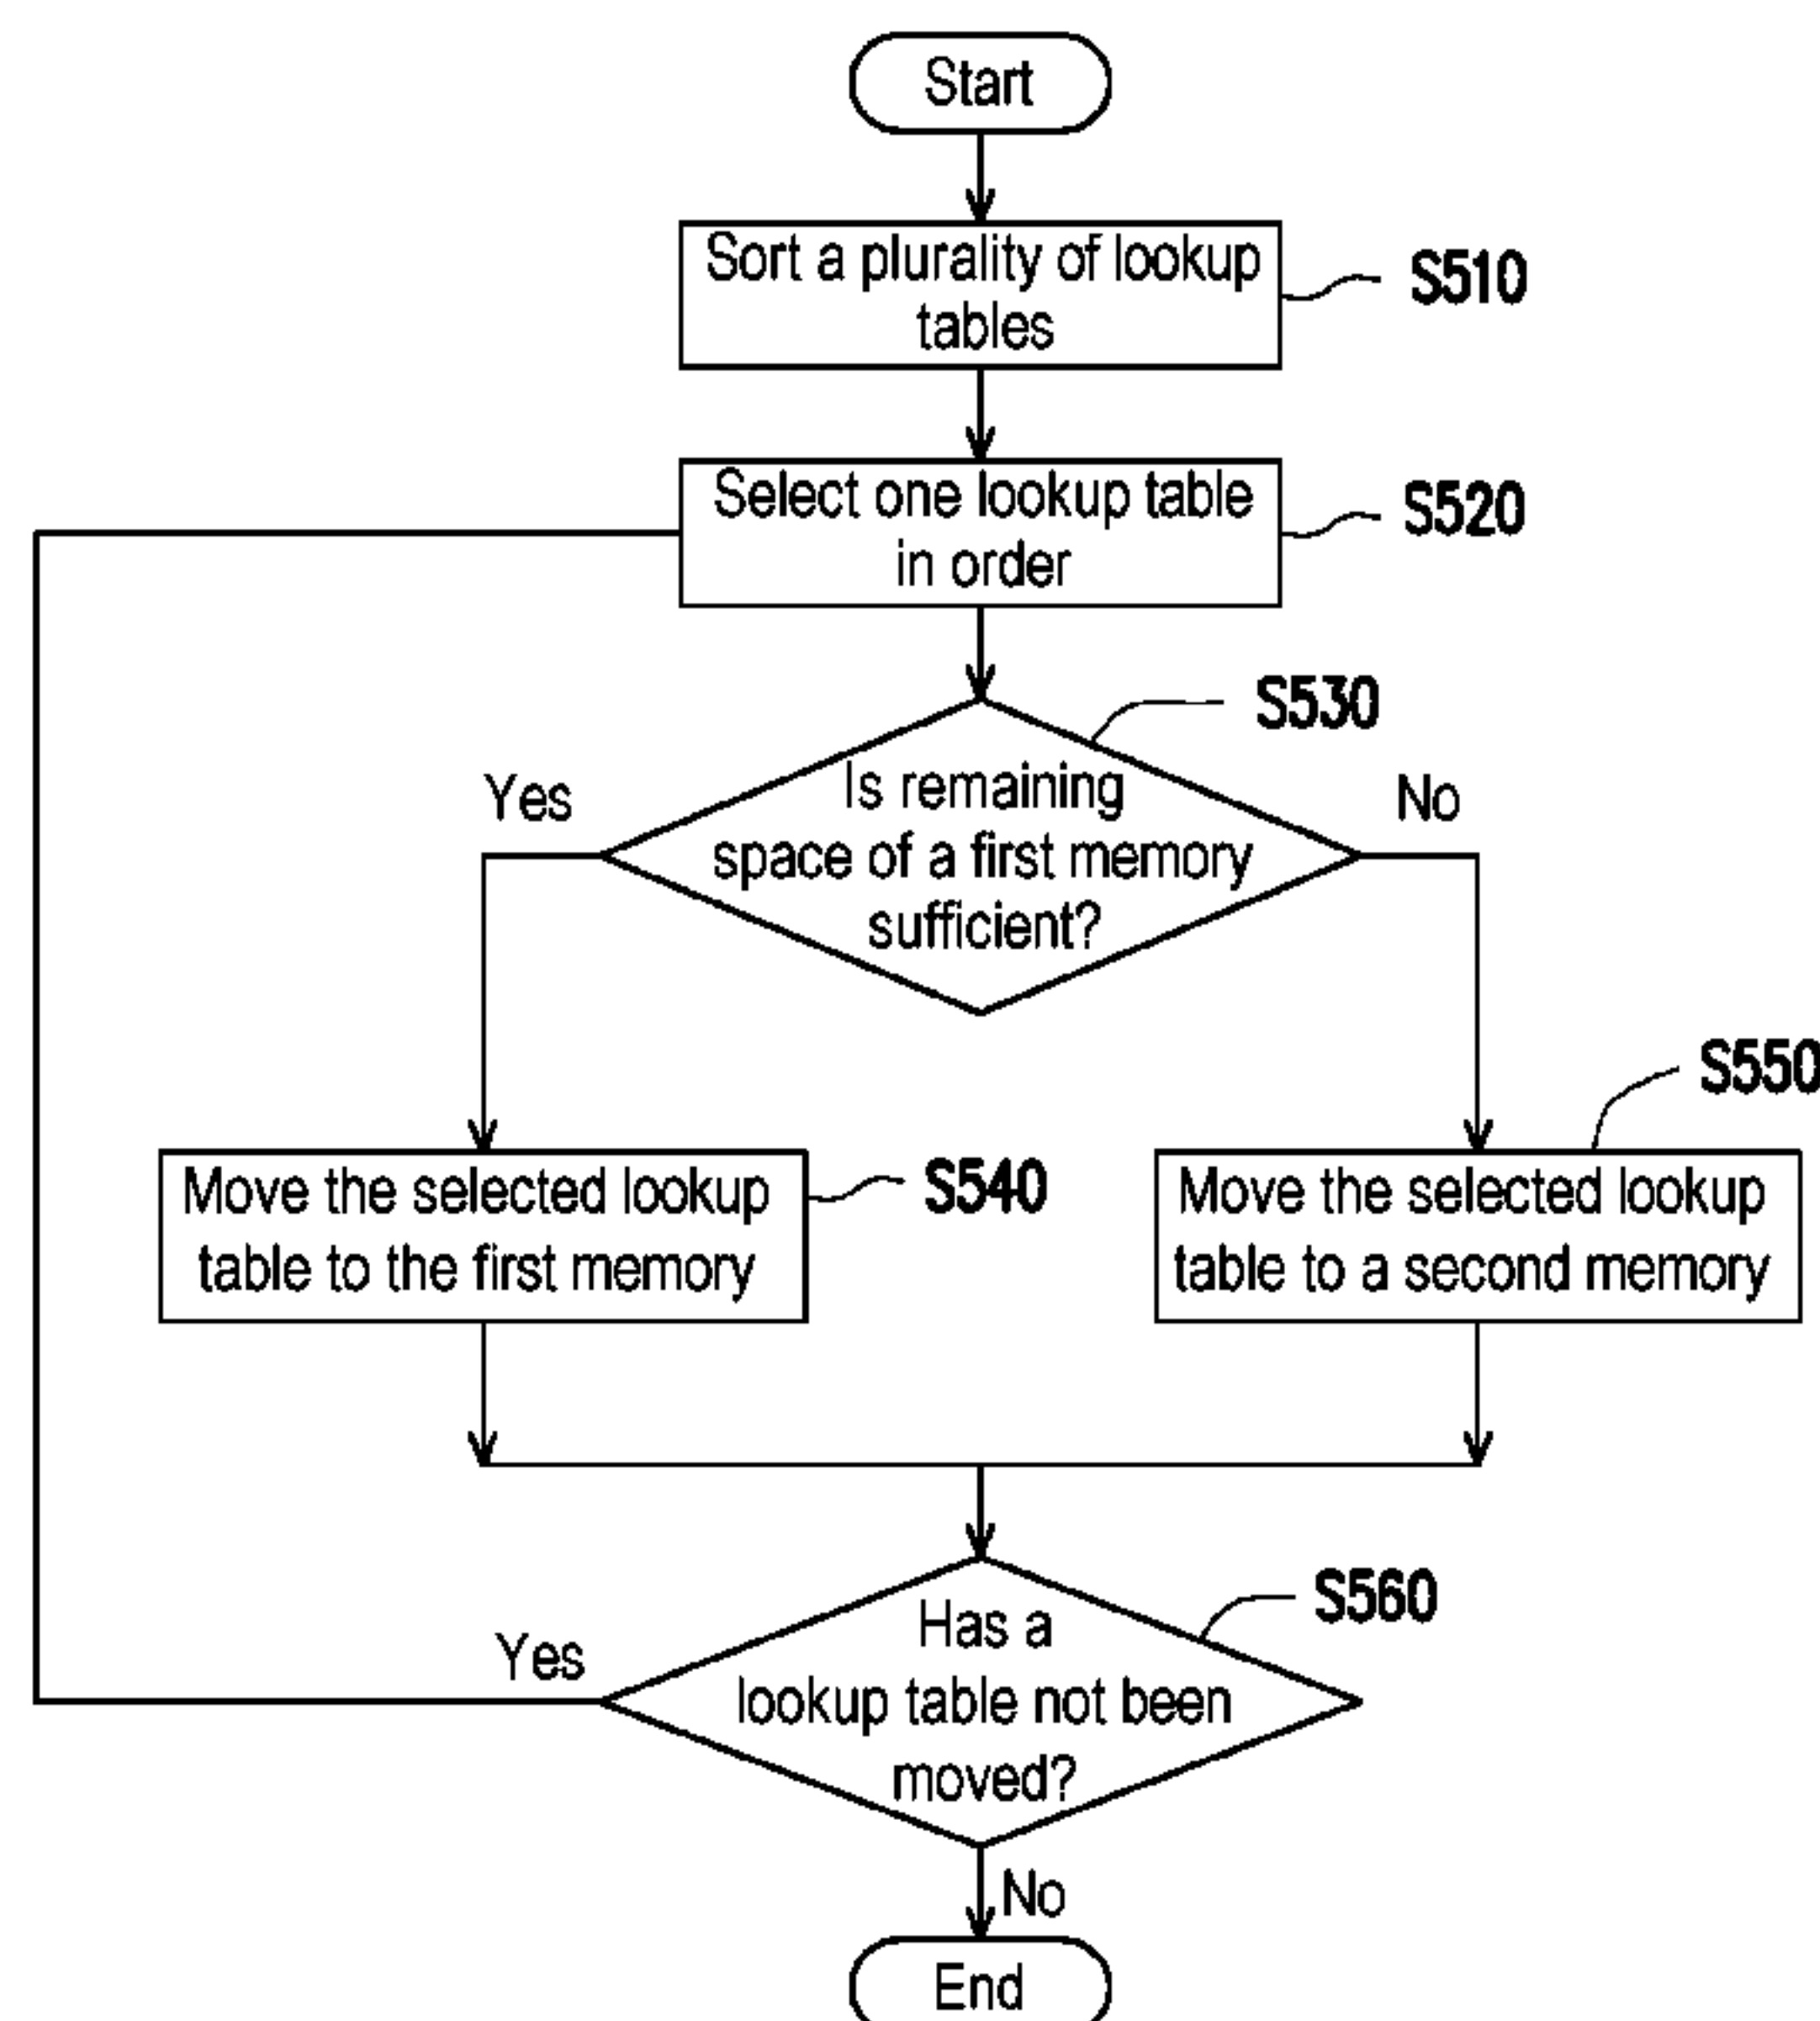 Start
Sort a plurality of lookup
tables
S510
Select one lookup table
in order
S520
S530
Is remaining
space of a first memory
sufficient?
Yes
No
S550
Move the selected lookup
table to the first memory
S540
Move the selected lookup
table to a second memory
S560
Has a
lookup table not been
moved?
Yes
No
End